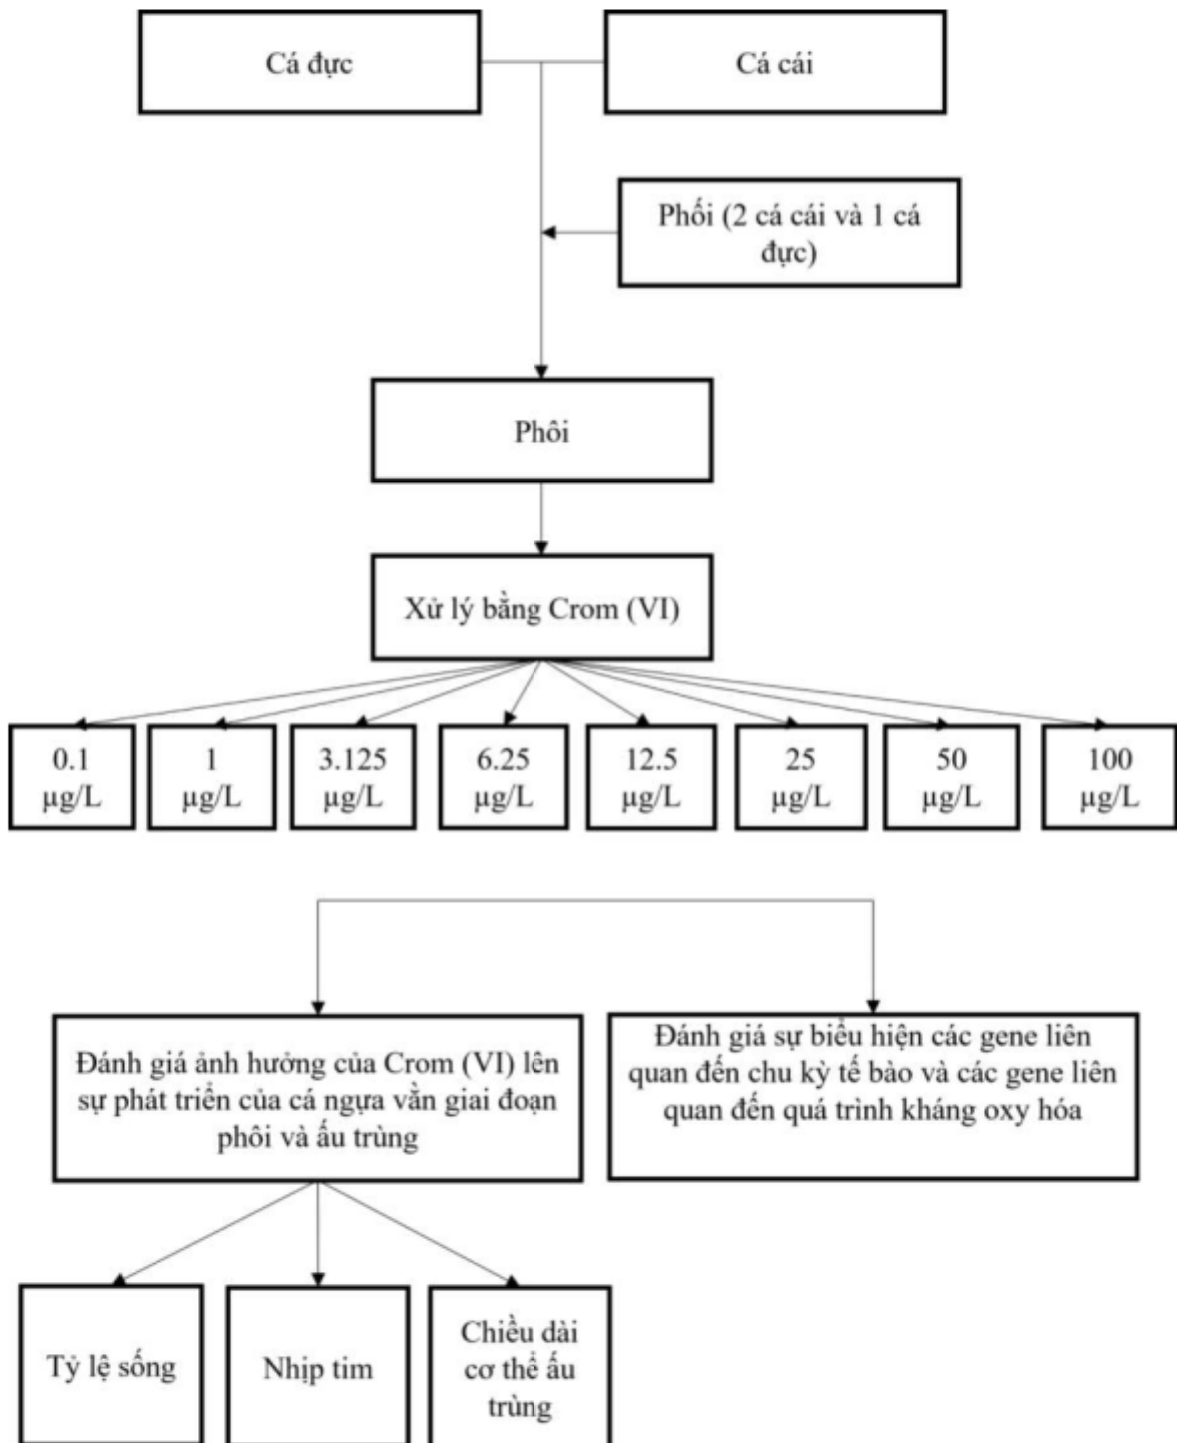 Cá đực
Cá cái
Phối (2 cá cái và 1 cá
đực)
Phôi
Xử lý bằng Crom (VI)
0.1
µg/L
1
µg/L
3.125
µg/L
6.25
µg/L
12.5
µg/L
25
µg/L
50
µg/L
100
µg/L
Đánh giá ảnh hưởng của Crom (VI) lên
sự phát triển của cá ngựa vằn giai đoạn
phôi và ấu trùng
Đánh giá sự biểu hiện các gene liên
quan đến chu kỳ tế bào và các gene liên
quan đến quá trình kháng oxy hóa
Tỷ lệ sống
Nhịp tim
Chiều dài
cơ thể ấu
trùng